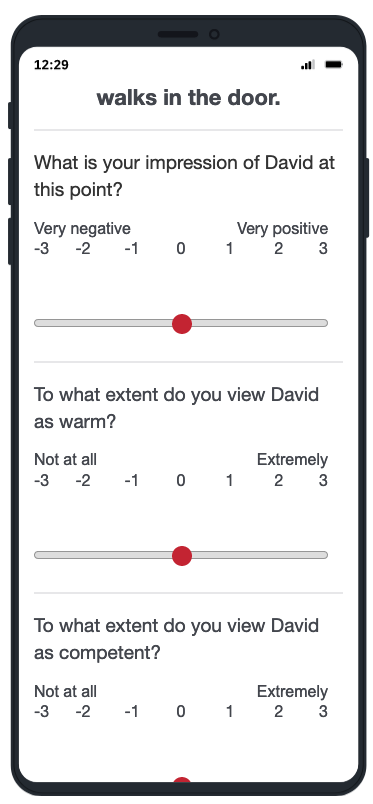 12:29
walks in the door.
What is your impression of David at
this point?
Very negative Very positive
-3 -2 -1 0 1 2 3
To what extent do you view David
as warm?
Not at all Extremely
-3 -2 -1 0 1 2 3
To what extent do you view David
as competent?
Not at all Extremely
-3 -2 -1 0 1 2 3